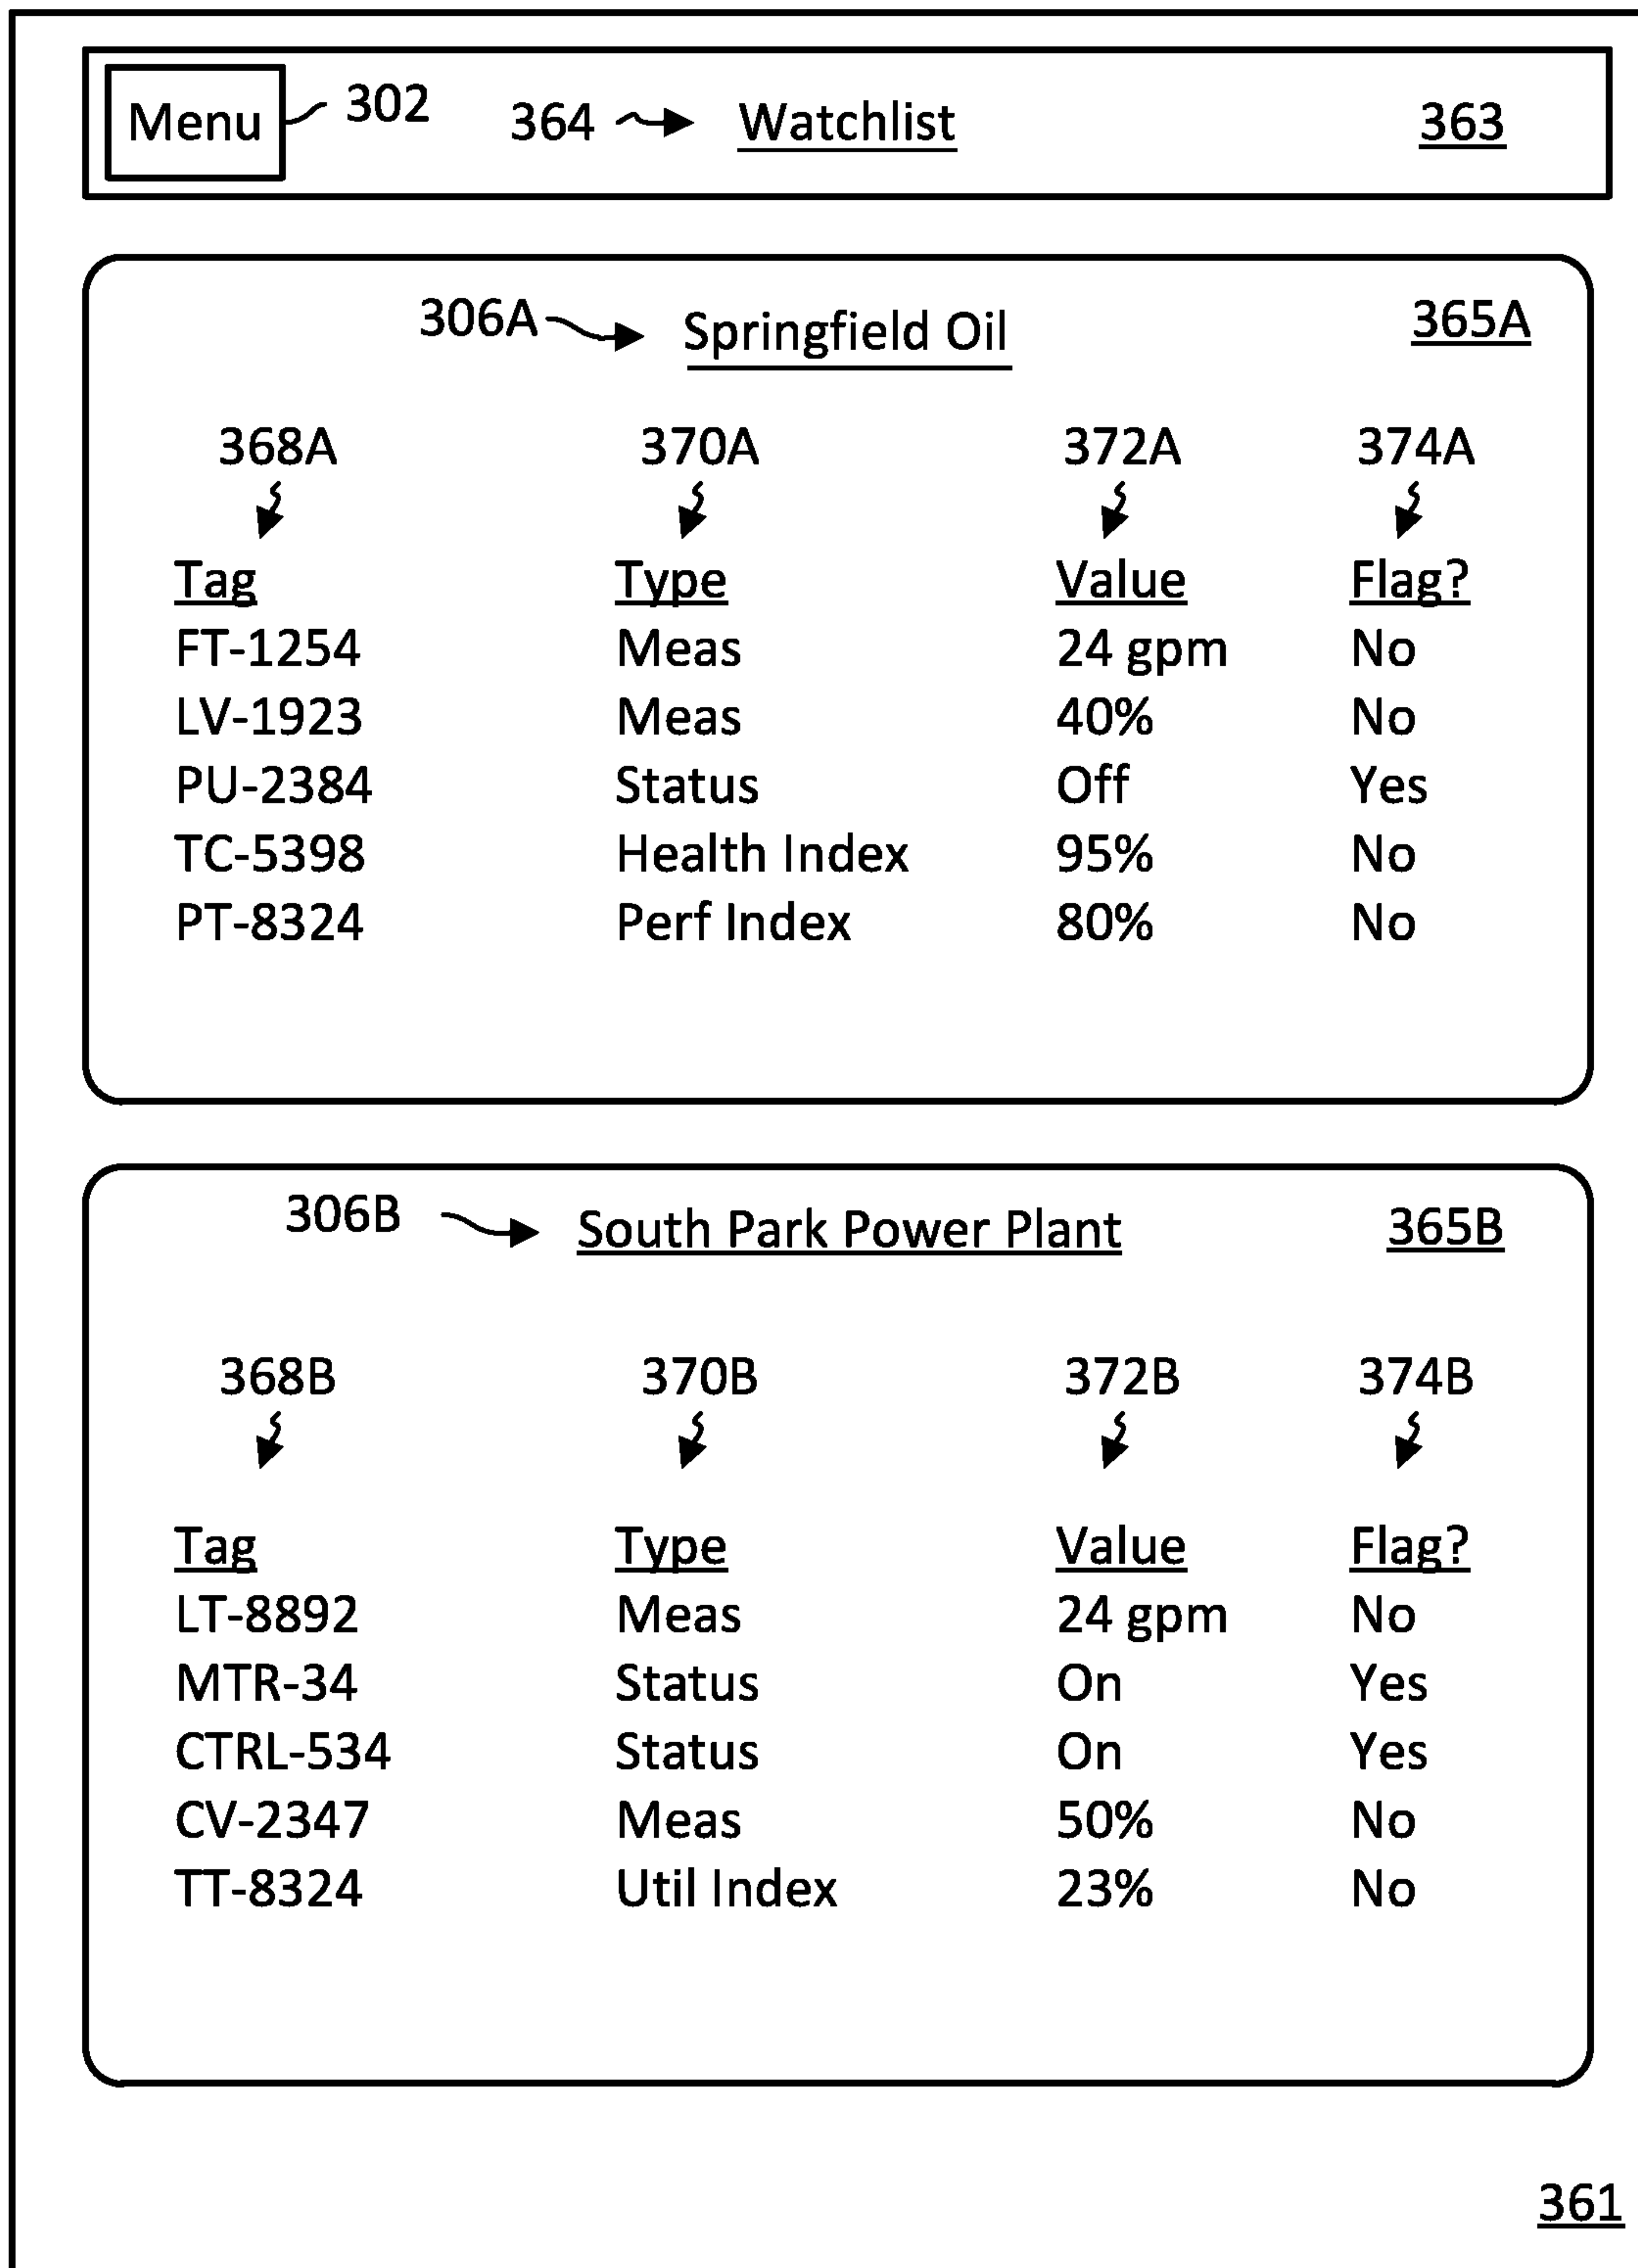 Menu 302 364 Watchlist 363
306A Springfield Oil 365A
368A 370A 372A 374A
Tag Type Value Flag?
FT-1254 Meas 24 gpm No
LV-1923 Meas 40% No
PU-2384 Status Off Yes
TC-5398 Health Index 95% No
PT-8324 Perf Index 80% No
306B South Park Power Plant 365B
368B 370B 372B 374B
Tag Type Value Flag?
LT-8892 Meas 24 gpm No
MTR-34 Status On Yes
CTRL-534 Status On Yes
CV-2347 Meas 50% No
TT-8324 Util Index 23% No
361